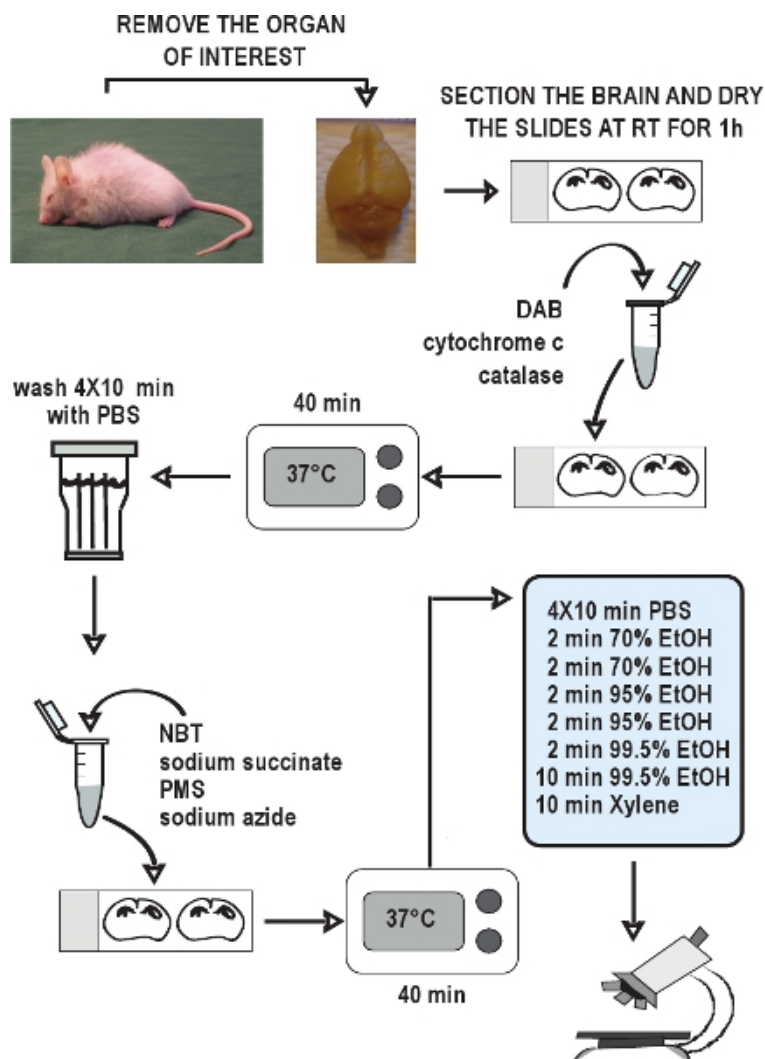 REMOVE THE ORGAN
OF INTEREST
SECTION THE BRAIN AND DRY
THE SLIDES AT RT FOR 1h
DAB
cytochrome c
catalase
40 min
37°C
wash 4X10 min
with PBS
NBT
sodium succinate
PMS
sodium azide
37°C
40 min
4X10 min PBS
2 min 70% EtOH
2 min 70% EtOH
2 min 95% EtOH
2 min 95% EtOH
2 min 99.5% EtOH
10 min 99.5% EtOH
10 min Xylene